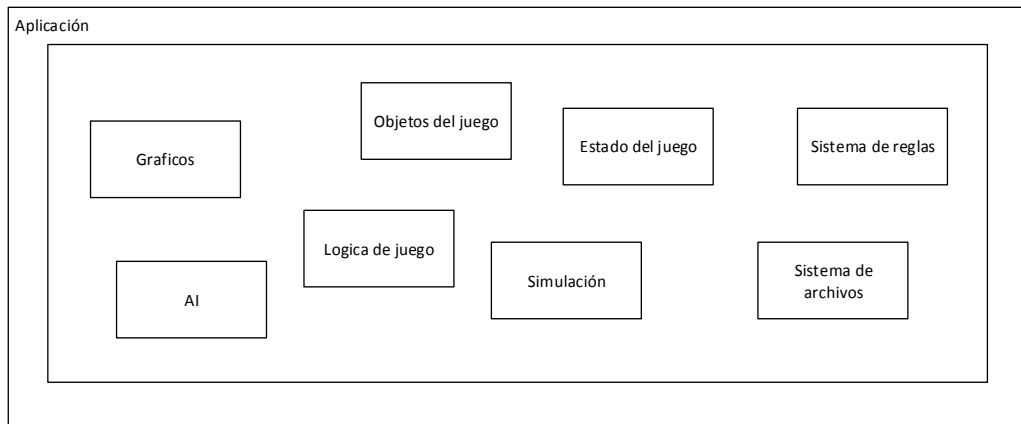 Aplicación
Objetos del juego
Estado del juego
Sistema de reglas
Graficos
Logica de juego
Simulación
Sistema de
archivos
AI